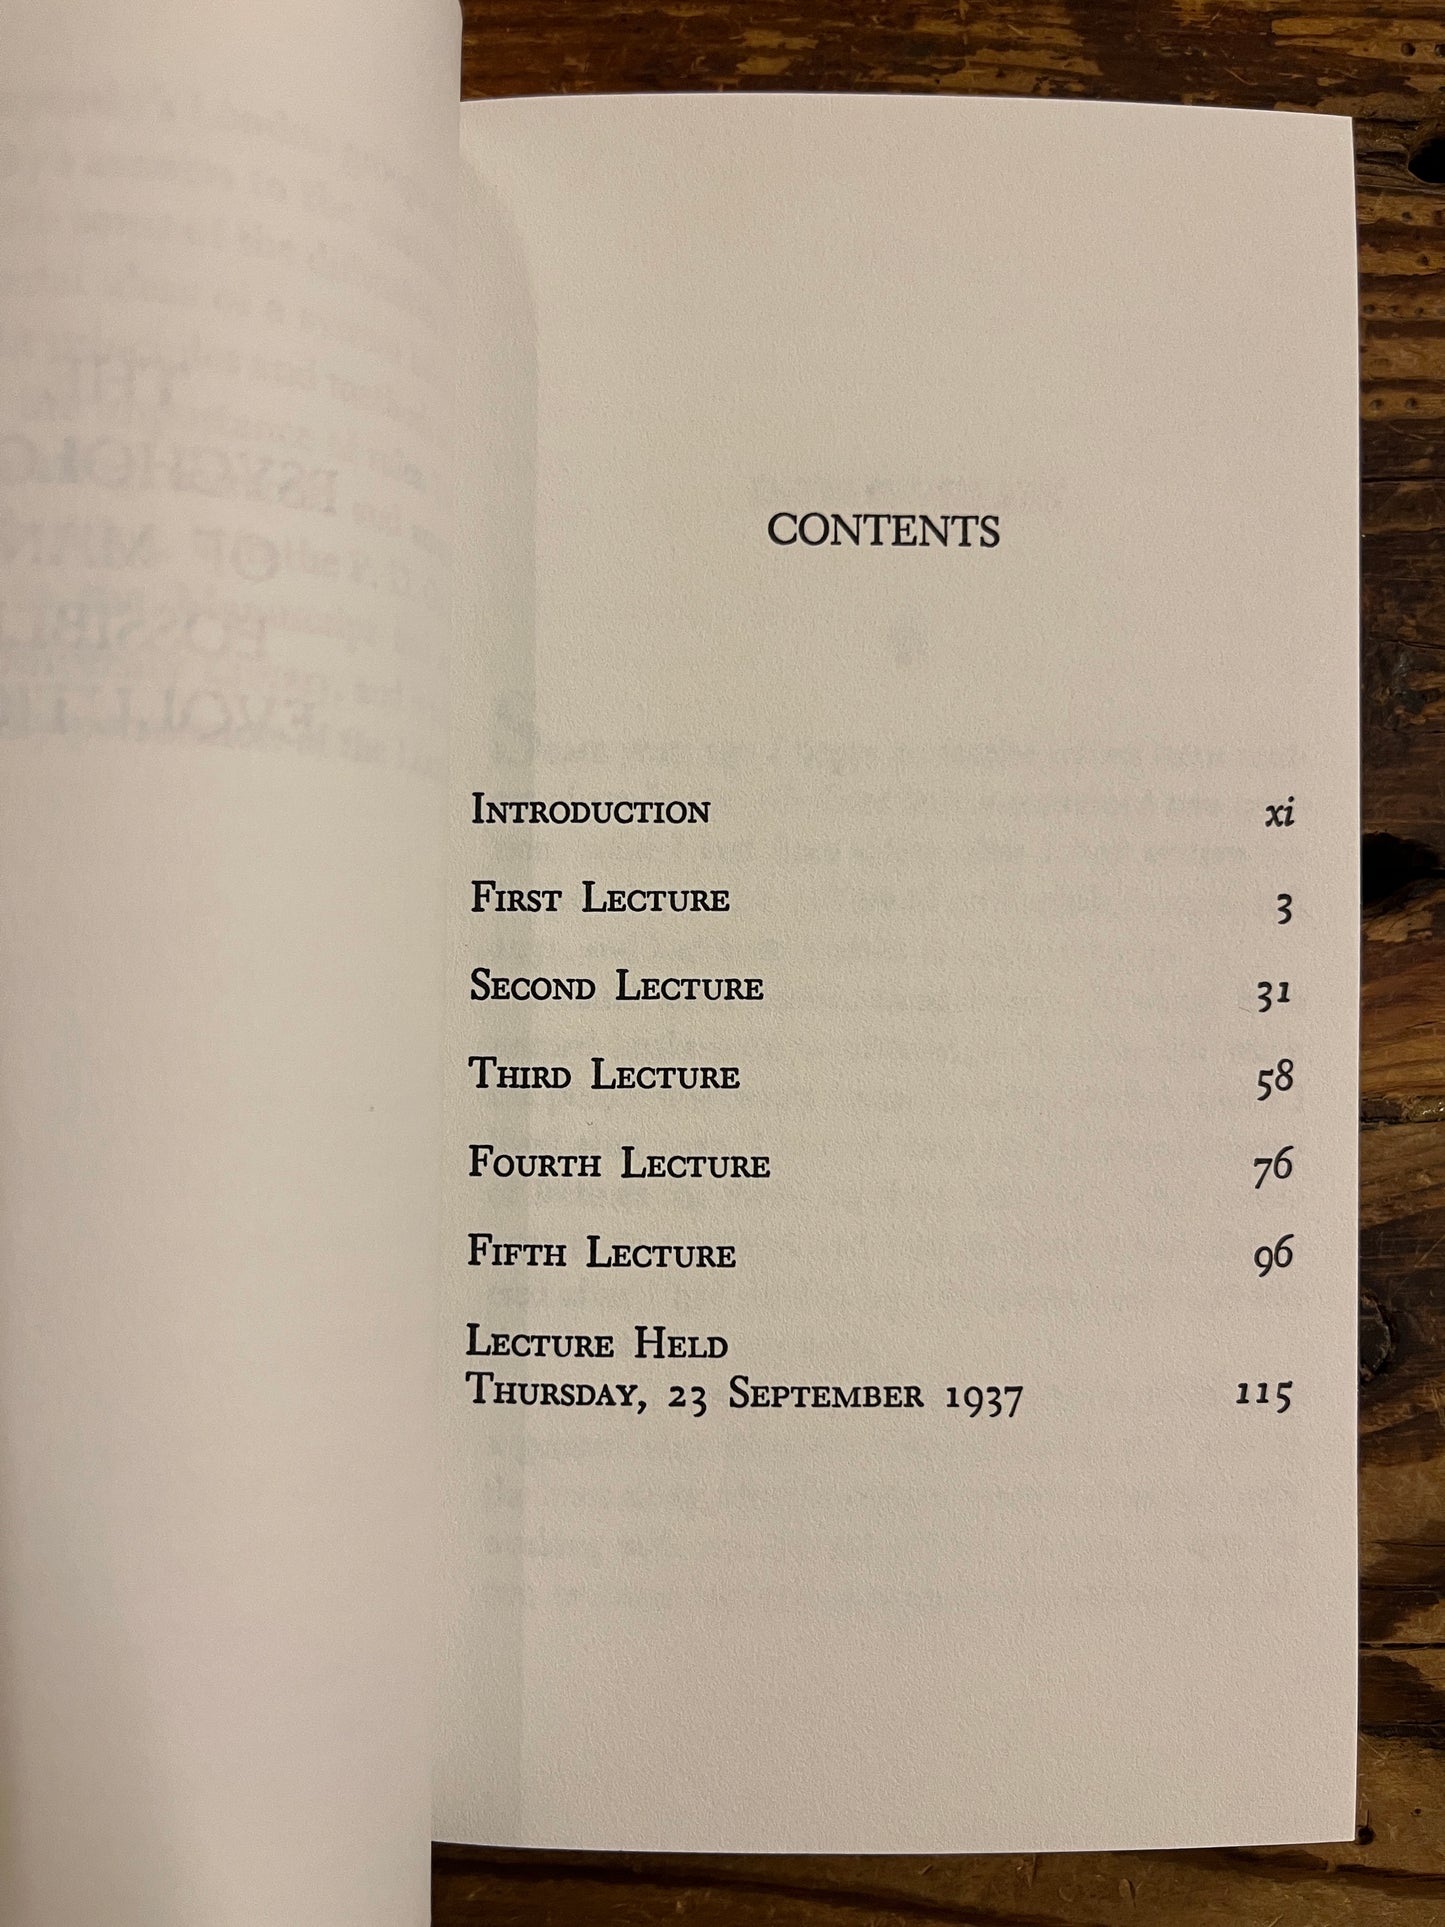 CONTENTS
Introduction xi
First Lecture 3
Second Lecture 31
Third Lecture 58
Fourth Lecture 76
Fifth Lecture 96
Lecture Held
Thursday, 23 September 1937 115